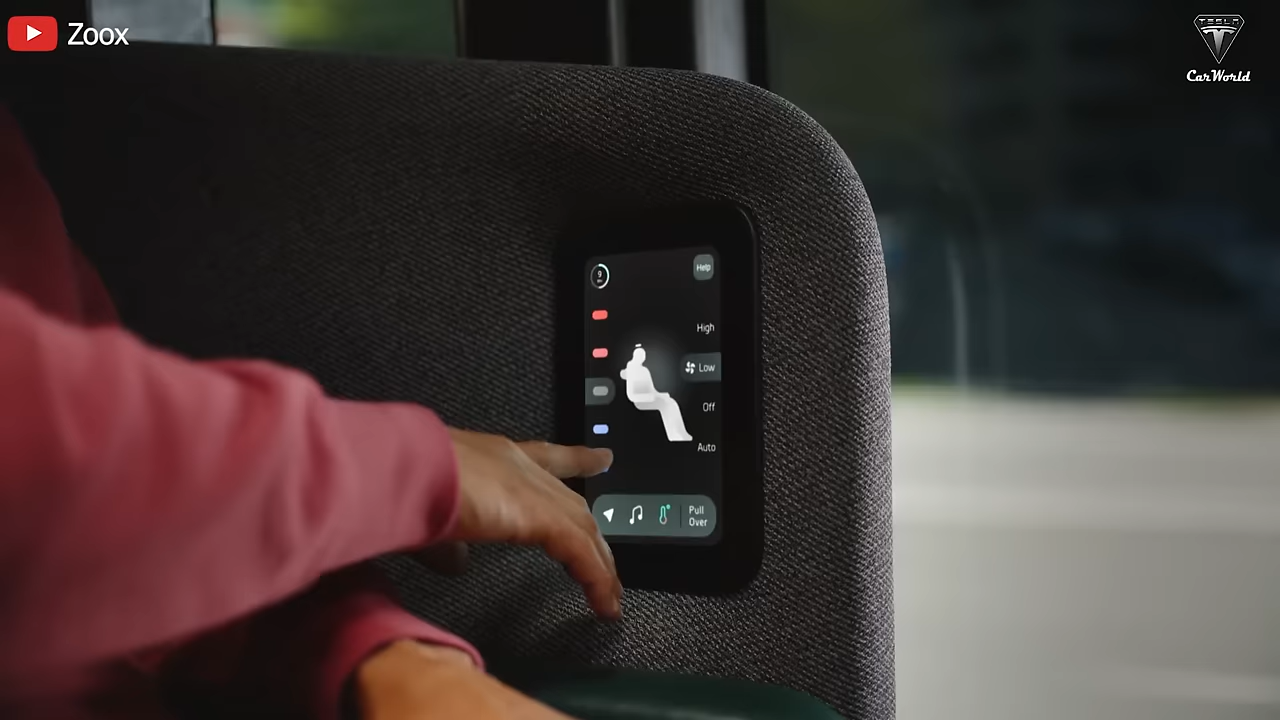 Zoox
TESLA
CarWorld
9
Help
High
Low
Off
Auto
Pull
Over